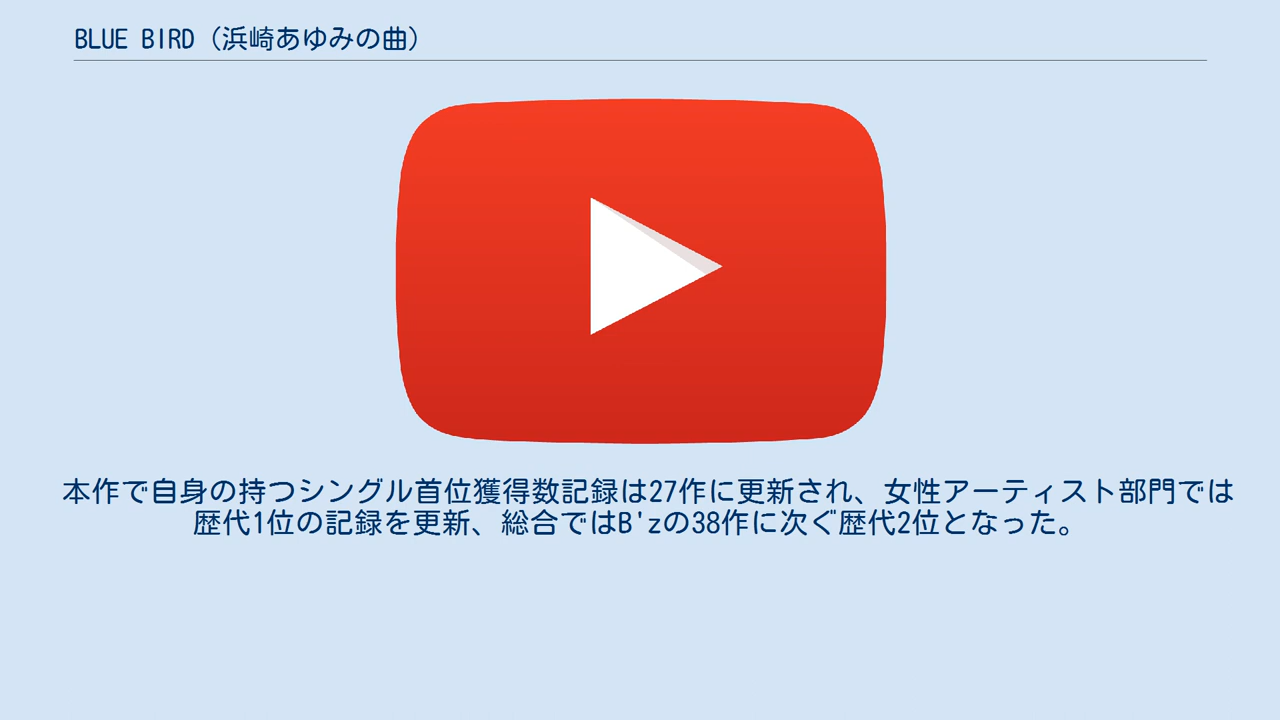 BLUE BIRD（浜崎あゆみの曲）
本作で自身の持つシングル首位獲得数記録は27作に更新され、女性アーティスト部門では
歴代1位の記録を更新、総合ではB'zの38作に次ぐ歴代2位となった。